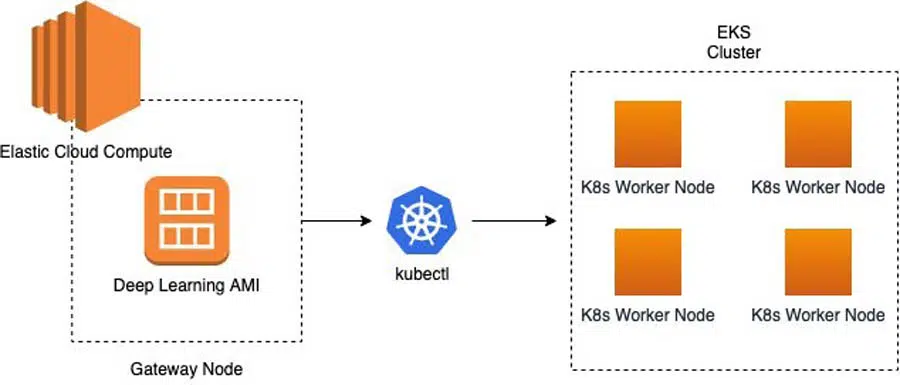 EKS
Cluster
Elastic Cloud Compute
K8s Worker Node
K8s Worker Node
Deep Learning AMI
kubectl
K8s Worker Node
K8s Worker Node
Gateway Node